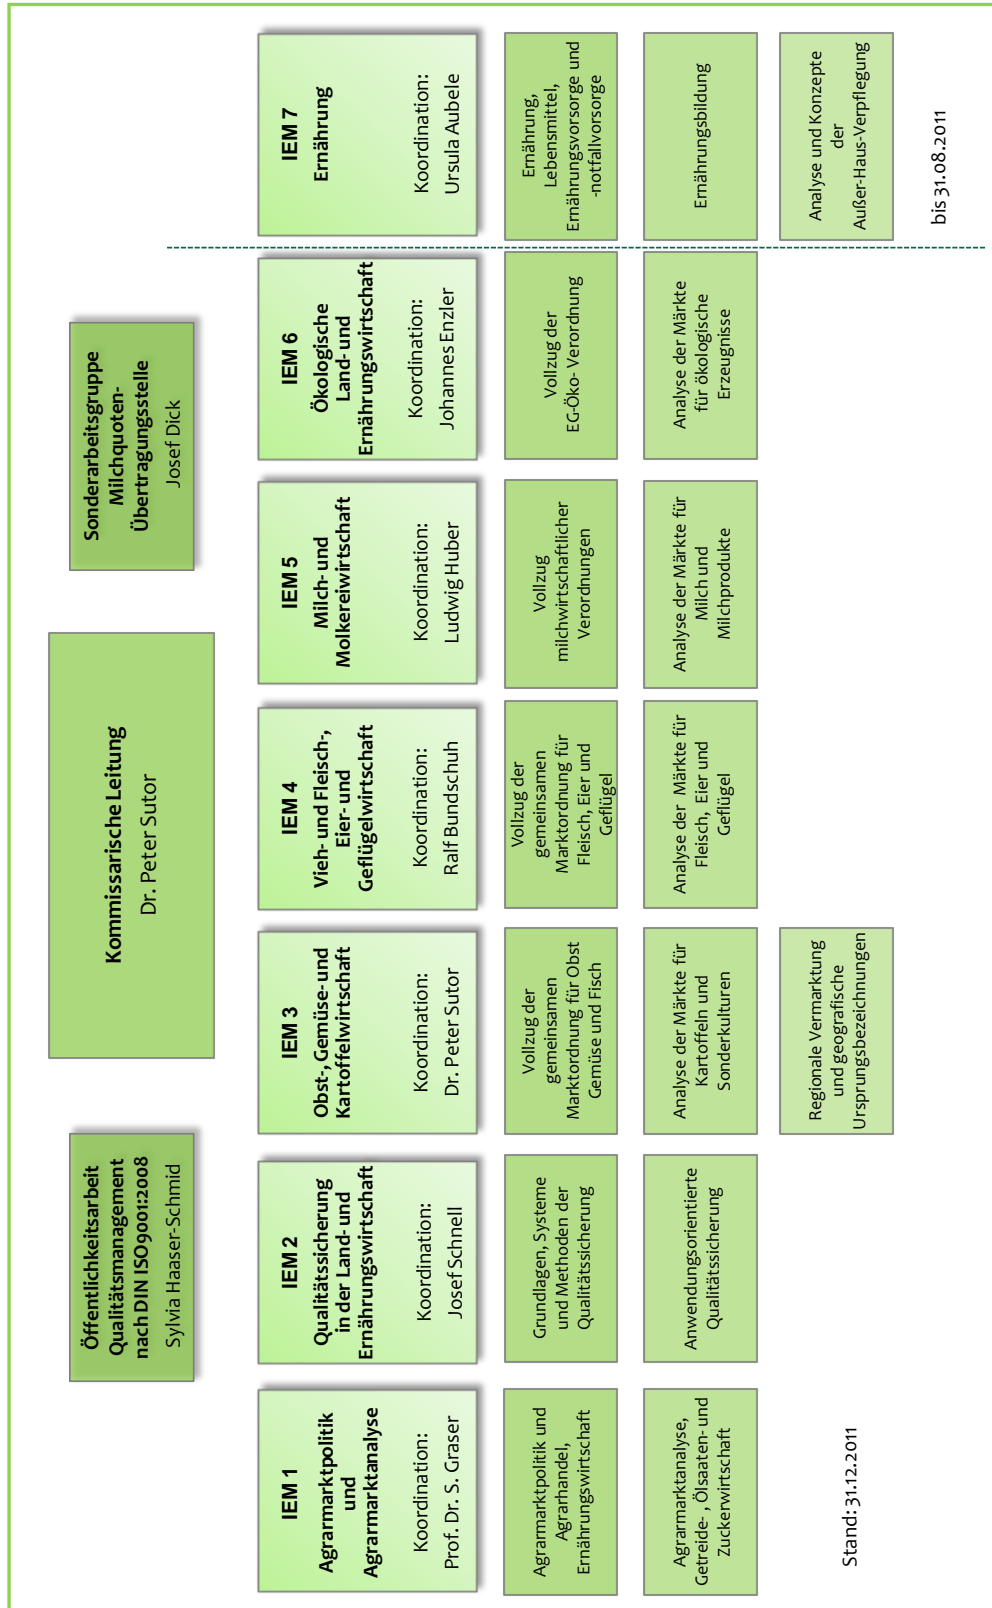 Öffentlichkeitsarbeit
Qualitätsmanagement
nach DIN ISO9001:2008
Sylvia Haaser-Schmid
Kommissarische Leitung
Dr. Peter Sutor
Sonderarbeitsgruppe
Milchquoten-
Übertragungsstelle
Josef Dick
IEM 1
Agrarmarktpolitik
und
Agrarmarktanalyse
Koordination:
Prof. Dr. S. Graser
Agrarmarktpolitik und
Agrarhandel,
Ernährungswirtschaft
Agrarmarktanalyse,
Getreide- , Ölsaaten- und
Zuckerwirtschaft
IEM 2
Qualitätssicherung
in der Land- und
Ernährungswirtschaft
Koordination:
Josef Schnell
Grundlagen, Systeme
und Methoden der
Qualitätssicherung
Anwendungsorientierte
Qualitätssicherung
IEM 3
Obst-, Gemüse- und
Kartoffelwirtschaft
Koordination:
Dr. Peter Sutor
Vollzug der
gemeinsamen
Marktordnung für Obst
Gemüse und Fisch
Analyse der Märkte für
Kartoffeln und
Sonderkulturen
Regionale Vermarktung
und geografische
Ursprungsbezeichnungen
IEM 4
Vieh- und Fleisch-,
Eier- und
Geflügelwirtschaft
Koordination:
Ralf Bundschuh
Vollzug der
gemeinsamen
Marktordnung für
Fleisch, Eier und
Geflügel
Analyse der Märkte für
Fleisch, Eier und
Geflügel
IEM 5
Milch- und
Molkereiwirtschaft
Koordination:
Ludwig Huber
Vollzug
milchwirtschaftlicher
Verordnungen
Analyse der Märkte für
Milch und
Milchprodukte
IEM 6
Ökologische
Land- und
Ernährungswirtschaft
Koordination:
Johannes Enzler
Vollzug der
EG-Öko- Verordnung
Analyse der Märkte
für ökologische
Erzeugnisse
IEM 7
Ernährung
Koordination:
Ursula Aubele
Ernährung,
Lebensmittel,
Ernährungsvorsorge und
-notfallvorsorge
Ernährungsbildung
Analyse und Konzepte
der
Außer-Haus-Verpflegung
Stand: 31.12.2011
bis 31.08.2011